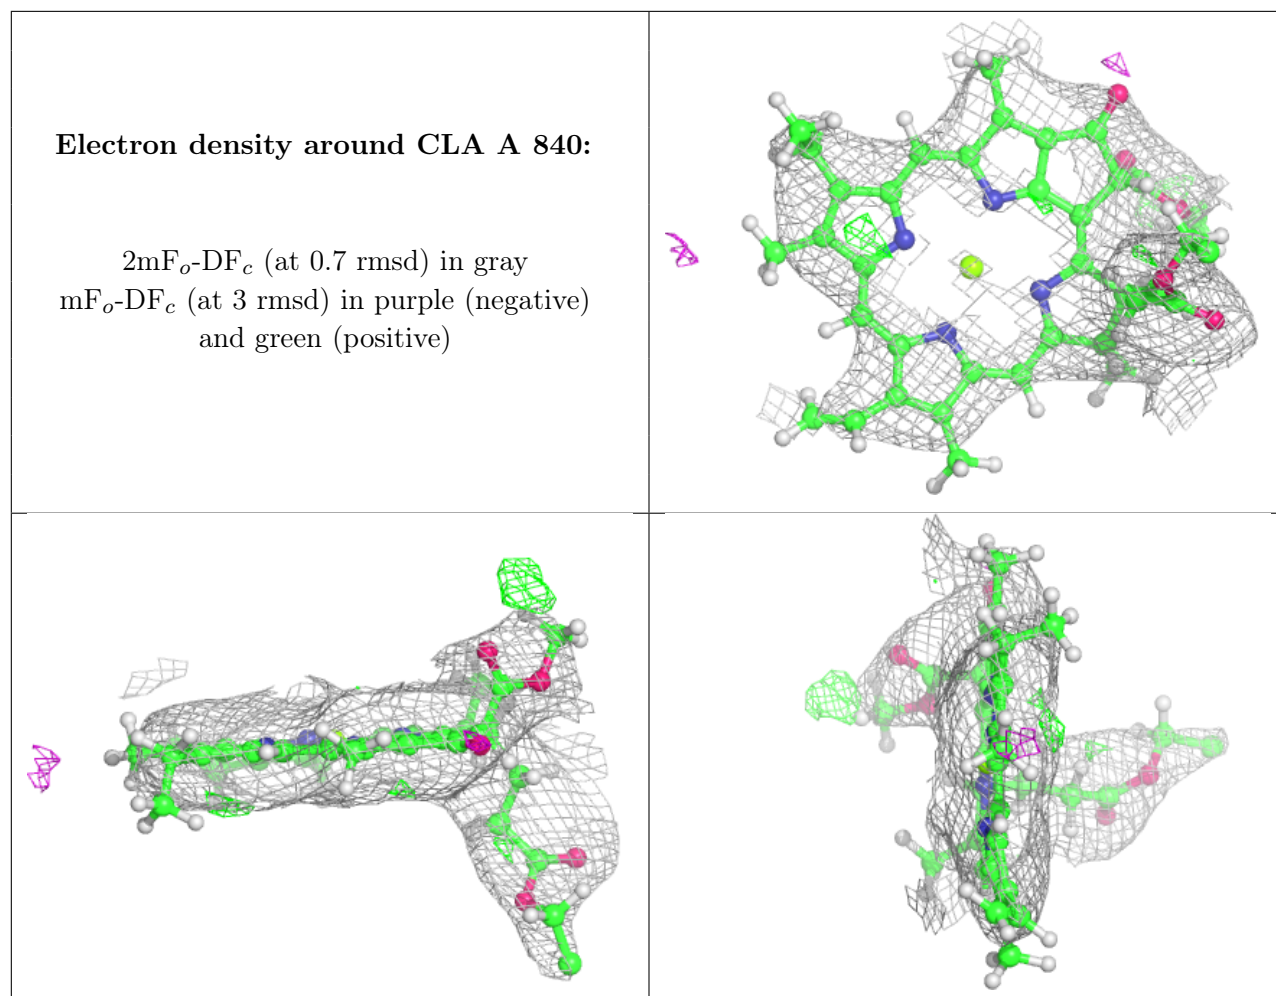 Electron density around CLA A 840:
2mFo-DFc (at 0.7 rmsd) in gray
mFo-DFc (at 3 rmsd) in purple (negative)
and green (positive)